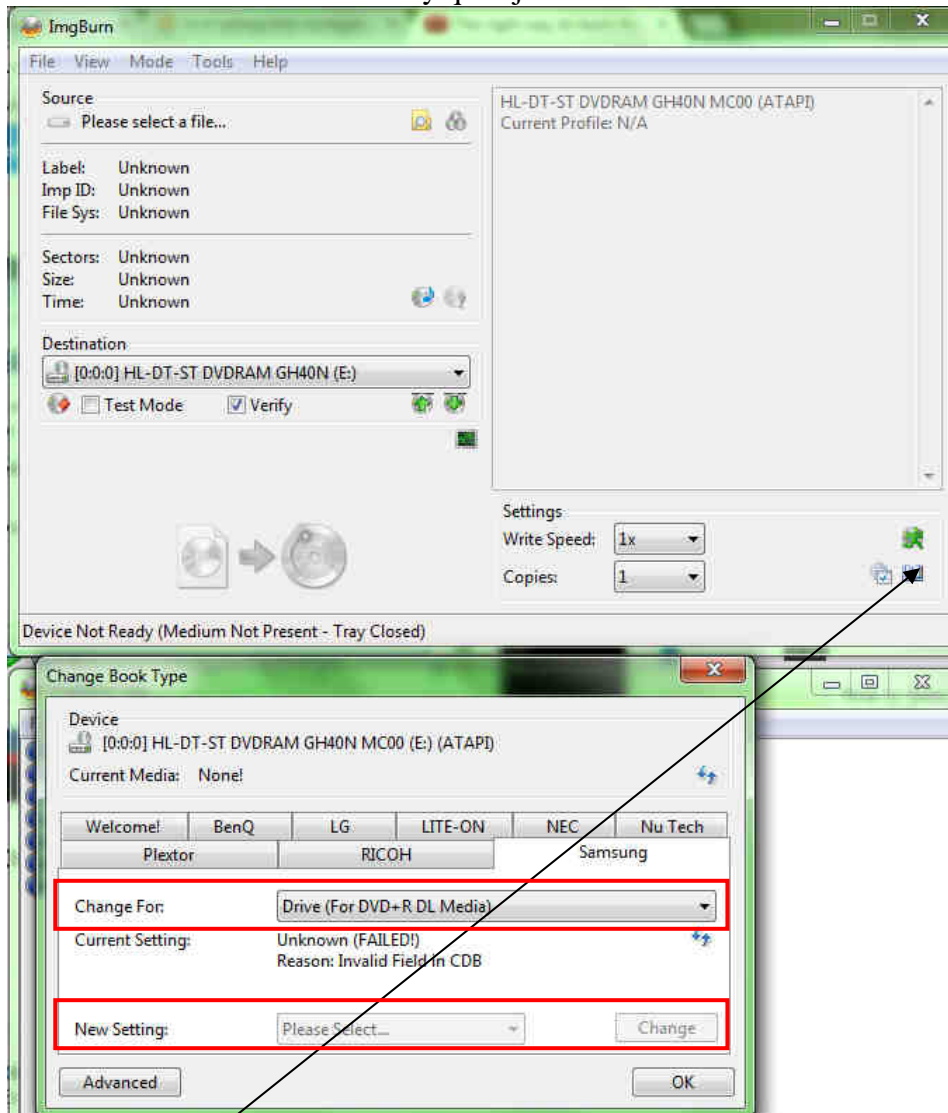 ImgBurn
File View Mode Tools Help
Source
Please select a file...
Label: Unknown
Imp ID: Unknown
File Sys: Unknown
Sectors: Unknown
Size: Unknown
Time: Unknown
Destination
[0:0:0] HL-DT-ST DVDRAM GH40N (E:)
Test Mode Verify
HL-DT-ST DVDRAM GH40N MC00 (ATAPI)
Current Profile: N/A
Settings
Write Speed: 1x
Copies: 1
Device Not Ready (Medium Not Present - Tray Closed)
Change Book Type
Device
[0:0:0] HL-DT-ST DVDRAM GH40N MC00 (E:) (ATAPI)
Current Media: None!
Welcome! BenQ LG LITE-ON NEC Nu Tech
Plextor RICOH Samsung
Change For: Drive (For DVD+R DL Media)
Current Setting: Unknown (FAILED!)
Reason: Invalid Field in CDB
New Setting: Please Select... Change
Advanced OK